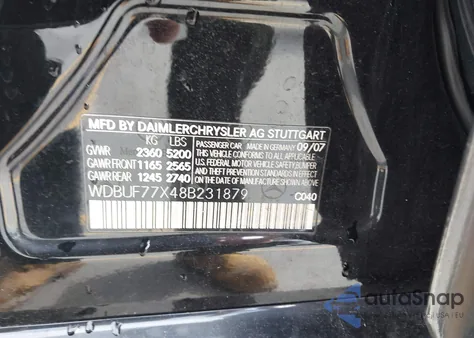 MFD BY DAIMLERCHRYSLER AG STUTTGART
KG LBS
GVWR 2360 5200
GAWR FRONT 1165 2565
GAWR REAR 1245 2740
PASSENGER CAR / MADE IN GERMANY 09/07
THIS VEHICLE CONFORMS TO ALL APPLICABLE
U.S. FEDERAL MOTOR VEHICLE SAFETY/BUMPER
AND THEFT PREVENTION STANDARDS IN EFFECT
ON THE DATE OF MANUFACTURE SHOWN ABOVE
WDBUF77X48B231879
C040
autoSnap